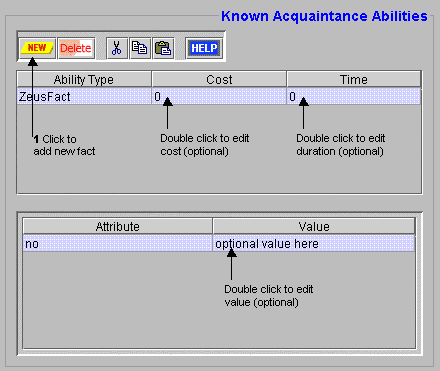 Known Acquaintance Abilities
NEW Delete HELP
Ability Type Cost Time
ZeusFact 0 0
1 Click to
add new fact
Double click to edit
cost (optional)
Double click to edit
duration (optional)
Attribute Value
no optional value here
Double click to edit
value (optional)